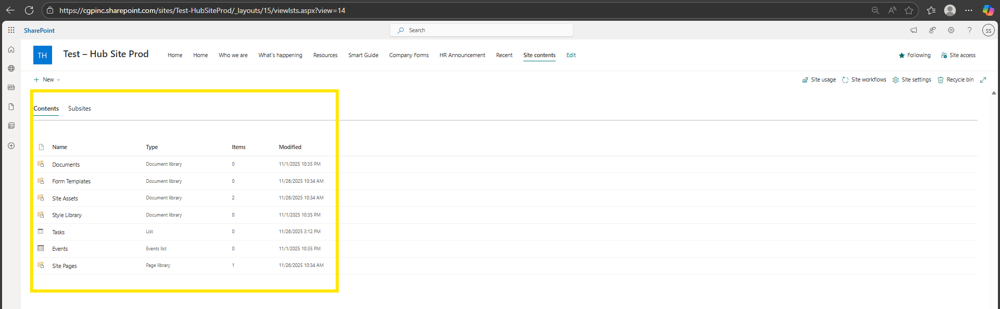 https://cgpinc.sharepoint.com/sites/Test-HubSiteProd/_layouts/15/viewlsts.aspx?view=14
SharePoint
Search
SS
TH
Test – Hub Site Prod
Home Home Who we are What's happening Resources Smart Guide Company Forms HR Announcement Recent Site contents Edit
Following Site access
New
Site usage Site workflows Site settings Recycle bin
Contents Subsites
Name Type Items Modified
Documents Document library 0 11/1/2025 10:35 PM
Form Templates Document library 0 11/26/2025 10:34 AM
Site Assets Document library 2 11/26/2025 10:34 AM
Style Library Document library 0 11/1/2025 10:35 PM
Tasks List 0 11/26/2025 3:12 PM
Events Events list 0 11/1/2025 10:35 PM
Site Pages Page library 1 11/26/2025 10:34 AM